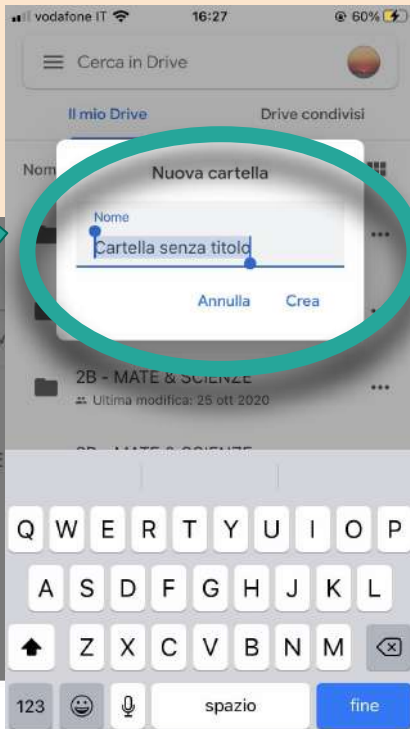 vodafone IT 16:27 60%
Cerca in Drive
Il mio Drive Drive condivisi
Nom
Nuova cartella
Nome
Cartella senza titolo
Annulla Crea
2B - MATE & SCIENZE
Ultima modifica: 25 ott 2020
Q W E R T Y U I O P
A S D F G H J K L
Z X C V B N M
123 spazio fine